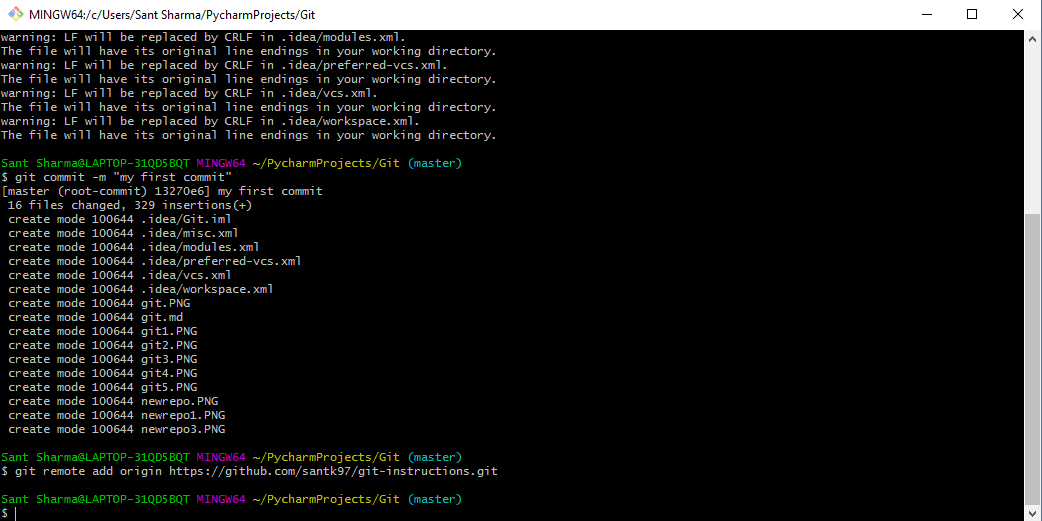 MINGW64:/c/Users/Sant Sharma/PycharmProjects/Git
warning: LF will be replaced by CRLF in .idea/modules.xml.
The file will have its original line endings in your working directory.
warning: LF will be replaced by CRLF in .idea/preferred-vcs.xml.
The file will have its original line endings in your working directory.
warning: LF will be replaced by CRLF in .idea/vcs.xml.
The file will have its original line endings in your working directory.
warning: LF will be replaced by CRLF in .idea/workspace.xml.
The file will have its original line endings in your working directory.
Sant Sharma@LAPTOP-31QD5BQT MINGW64 ~/PycharmProjects/Git (master)
$ git commit -m "my first commit"
[master (root-commit) 13270e6] my first commit
16 files changed, 329 insertions(+)
create mode 100644 .idea/Git.iml
create mode 100644 .idea/misc.xml
create mode 100644 .idea/modules.xml
create mode 100644 .idea/preferred-vcs.xml
create mode 100644 .idea/vcs.xml
create mode 100644 .idea/workspace.xml
create mode 100644 git.PNG
create mode 100644 git.md
create mode 100644 git1.PNG
create mode 100644 git2.PNG
create mode 100644 git3.PNG
create mode 100644 git4.PNG
create mode 100644 git5.PNG
create mode 100644 newrepo.PNG
create mode 100644 newrepo1.PNG
create mode 100644 newrepo3.PNG
Sant Sharma@LAPTOP-31QD5BQT MINGW64 ~/PycharmProjects/Git (master)
$ git remote add origin https://github.com/santk97/git-instructions.git
Sant Sharma@LAPTOP-31QD5BQT MINGW64 ~/PycharmProjects/Git (master)
$